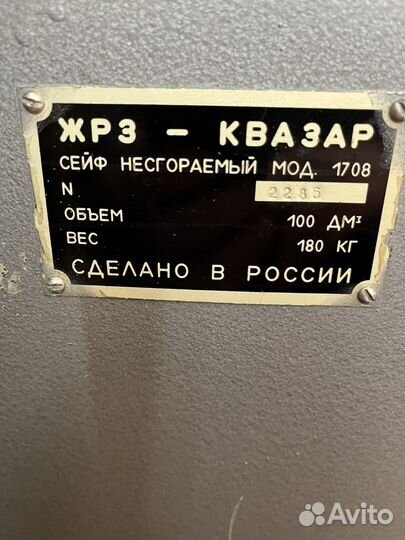 ЖРЗ - КВАЗАР
СЕЙФ НЕСГОРАЕМЫЙ МОД. 1708
N 2285
ОБЪЕМ 100 ДМ³
ВЕС 180 КГ
СДЕЛАНО В РОССИИ
Avito